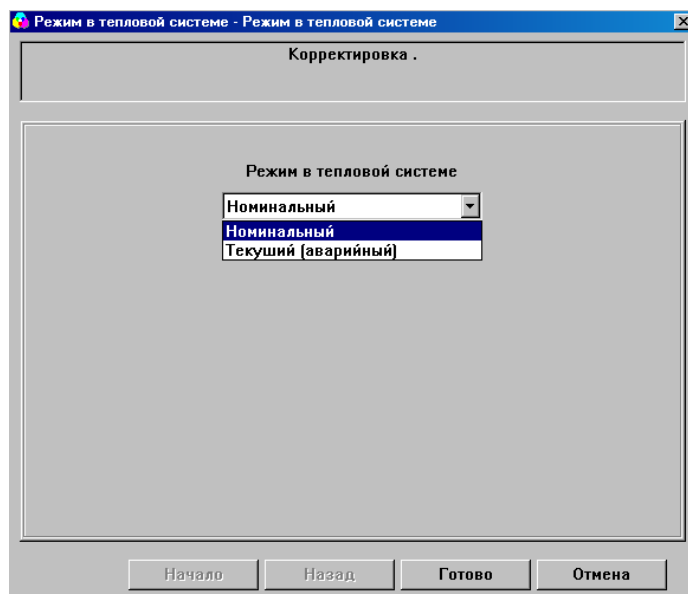 Режим в тепловой системе - Режим в тепловой системе
Корректировка .
Режим в тепловой системе
Номинальный
Номинальный
Текуший (аварийный)
Начало Назад Готово Отмена